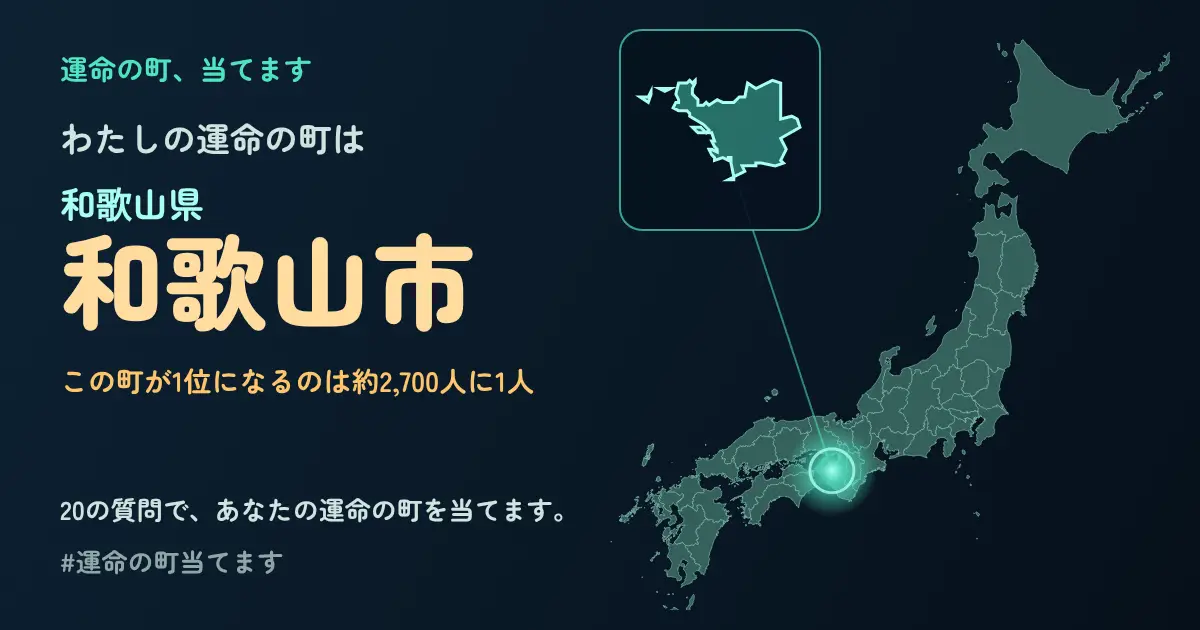 運命の町、当てます
わたしの運命の町は
和歌山県
和歌山市
この町が1位になるのは約2,700人に1人
20の質問で、あなたの運命の町を当てます。
#運命の町当てます